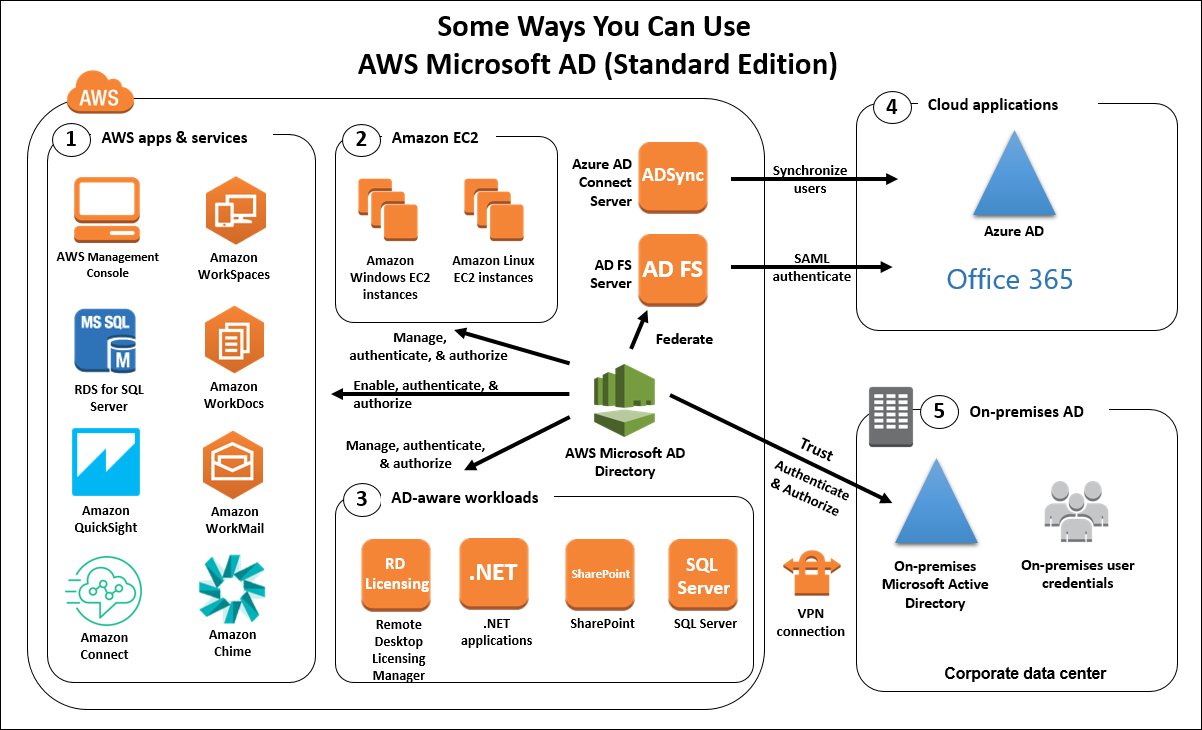 Some Ways You Can Use
AWS Microsoft AD (Standard Edition)
AWS
1
AWS apps & services
AWS Management
Console
Amazon
WorkSpaces
MS SQL
M
RDS for SQL
Server
Amazon
WorkDocs
Amazon
QuickSight
Amazon
WorkMail
Amazon
Connect
Amazon
Chime
2
Amazon EC2
Amazon
Windows EC2
instances
Amazon Linux
EC2 instances
Azure AD
Connect
Server
ADSync
AD FS
Server
AD FS
Synchronize
users
SAML
authenticate
Federate
Manage,
authenticate, & authorize
Enable, authenticate, &
authorize
Manage, authenticate,
& authorize
AWS Microsoft AD
Directory
Trust
Authenticate
& Authorize
3
AD-aware workloads
RD
Licensing
Remote
Desktop
Licensing
Manager
.NET
.NET
applications
SharePoint
SharePoint
SQL
Server
SQL Server
VPN
connection
4
Cloud applications
Azure AD
Office 365
5
On-premises AD
On-premises
Microsoft Active
Directory
On-premises user
credentials
Corporate data center